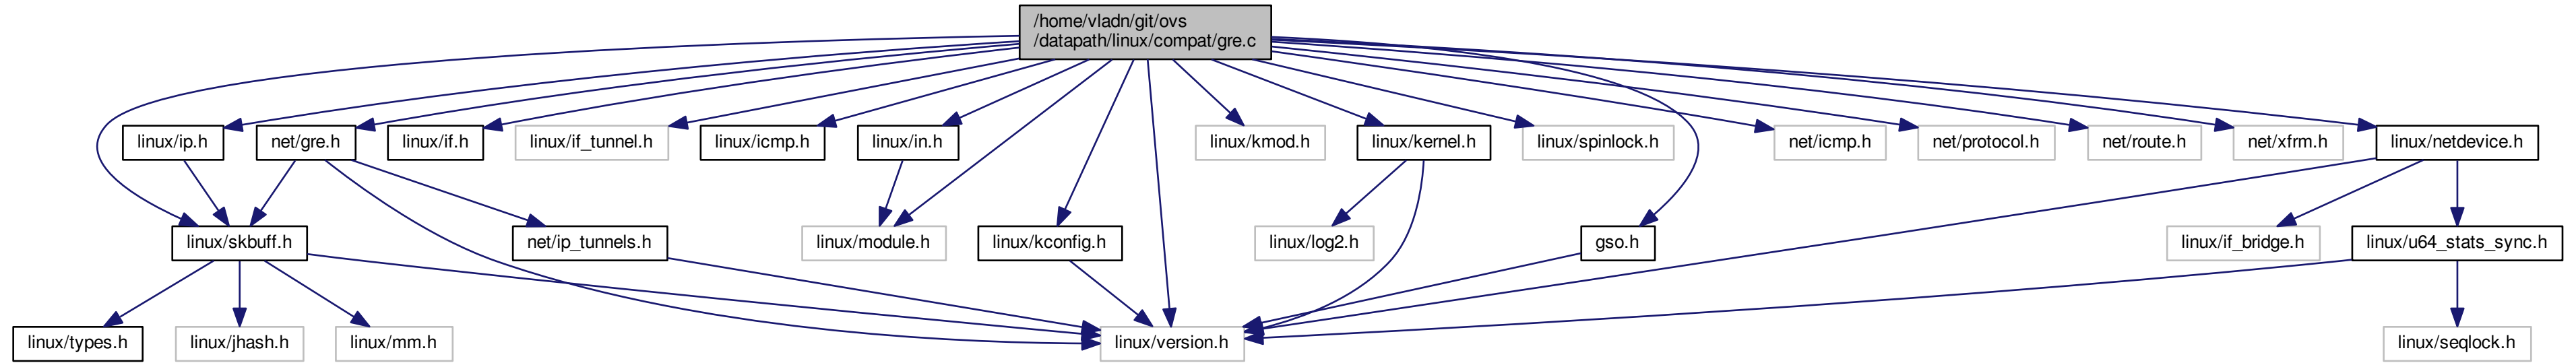 /home/vladn/git/ovs
/datapath/linux/compat/gre.c
linux/ip.h
net/gre.h
linux/if.h
linux/if_tunnel.h
linux/icmp.h
linux/in.h
linux/kmod.h
linux/kernel.h
linux/spinlock.h
net/icmp.h
net/protocol.h
net/route.h
net/xfrm.h
linux/netdevice.h
linux/skbuff.h
net/ip_tunnels.h
linux/module.h
linux/kconfig.h
linux/log2.h
gso.h
linux/if_bridge.h
linux/u64_stats_sync.h
linux/types.h
linux/jhash.h
linux/mm.h
linux/version.h
linux/seqlock.h